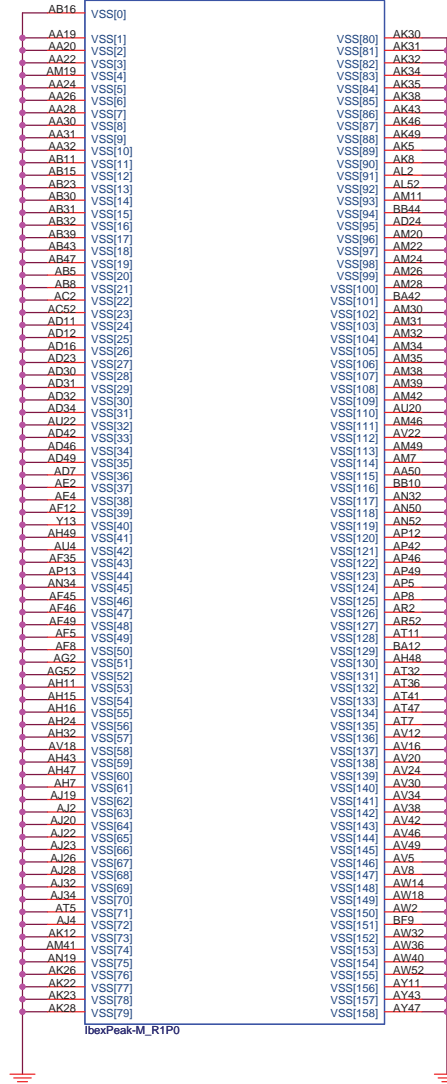 AB16 VSS[0]
AA19 VSS[1] VSS[80] AK30
AA20 VSS[2] VSS[81] AK31
AA22 VSS[3] VSS[82] AK32
AM19 VSS[4] VSS[83] AK34
AA24 VSS[5] VSS[84] AK35
AA26 VSS[6] VSS[85] AK38
AA28 VSS[7] VSS[86] AK43
AA30 VSS[8] VSS[87] AK46
AA31 VSS[9] VSS[88] AK49
AA32 VSS[10] VSS[89] AK5
AB11 VSS[11] VSS[90] AK8
AB15 VSS[12] VSS[91] AL2
AB23 VSS[13] VSS[92] AL52
AB30 VSS[14] VSS[93] AM11
AB31 VSS[15] VSS[94] BB44
AB32 VSS[16] VSS[95] AD24
AB39 VSS[17] VSS[96] AM20
AB43 VSS[18] VSS[97] AM22
AB47 VSS[19] VSS[98] AM24
AB5 VSS[20] VSS[99] AM26
AB8 VSS[21] VSS[100] AM28
AC2 VSS[22] VSS[101] BA42
AC52 VSS[23] VSS[102] AM30
AD11 VSS[24] VSS[103] AM31
AD12 VSS[25] VSS[104] AM32
AD16 VSS[26] VSS[105] AM34
AD23 VSS[27] VSS[106] AM35
AD30 VSS[28] VSS[107] AM38
AD31 VSS[29] VSS[108] AM39
AD32 VSS[30] VSS[109] AM42
AD34 VSS[31] VSS[110] AU20
AU22 VSS[32] VSS[111] AM46
AD42 VSS[33] VSS[112] AV22
AD46 VSS[34] VSS[113] AM49
AD49 VSS[35] VSS[114] AM7
AD7 VSS[36] VSS[115] AA50
AE2 VSS[37] VSS[116] BB10
AE4 VSS[38] VSS[117] AN32
AF12 VSS[39] VSS[118] AN50
Y13 VSS[40] VSS[119] AN52
AH49 VSS[41] VSS[120] AP12
AU4 VSS[42] VSS[121] AP42
AF35 VSS[43] VSS[122] AP46
AP13 VSS[44] VSS[123] AP49
AN34 VSS[45] VSS[124] AP5
AF45 VSS[46] VSS[125] AP8
AF46 VSS[47] VSS[126] AR2
AF49 VSS[48] VSS[127] AR52
AF5 VSS[49] VSS[128] AT11
AF8 VSS[50] VSS[129] BA12
AG2 VSS[51] VSS[130] AH48
AG52 VSS[52] VSS[131] AT32
AH11 VSS[53] VSS[132] AT36
AH15 VSS[54] VSS[133] AT41
AH16 VSS[55] VSS[134] AT47
AH24 VSS[56] VSS[135] AT7
AH32 VSS[57] VSS[136] AV12
AV18 VSS[58] VSS[137] AV16
AH43 VSS[59] VSS[138] AV20
AH47 VSS[60] VSS[139] AV24
AH7 VSS[61] VSS[140] AV30
AJ19 VSS[62] VSS[141] AV34
AJ2 VSS[63] VSS[142] AV38
AJ20 VSS[64] VSS[143] AV42
AJ22 VSS[65] VSS[144] AV46
AJ23 VSS[66] VSS[145] AV49
AJ26 VSS[67] VSS[146] AV5
AJ28 VSS[68] VSS[147] AV8
AJ32 VSS[69] VSS[148] AW14
AJ34 VSS[70] VSS[149] AW18
AT5 VSS[71] VSS[150] AW2
AJ4 VSS[72] VSS[151] BF9
AK12 VSS[73] VSS[152] AW32
AM41 VSS[74] VSS[153] AW36
AN19 VSS[75] VSS[154] AW40
AK26 VSS[76] VSS[155] AW52
AK22 VSS[77] VSS[156] AY11
AK23 VSS[78] VSS[157] AY43
AK28 VSS[79] VSS[158] AY47
IbexPeak-M_R1P0